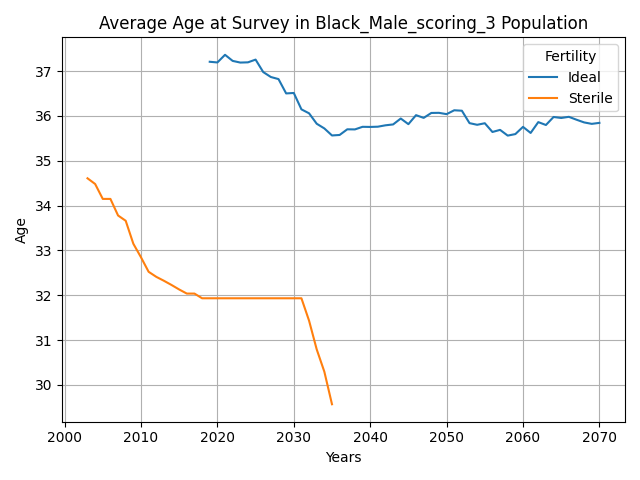 Average Age at Survey in Black_Male_scoring_3 Population
Fertility
Ideal
Sterile
37
36
35
34
33
32
31
30
Age
2000 2010 2020 2030 2040 2050 2060 2070
Years